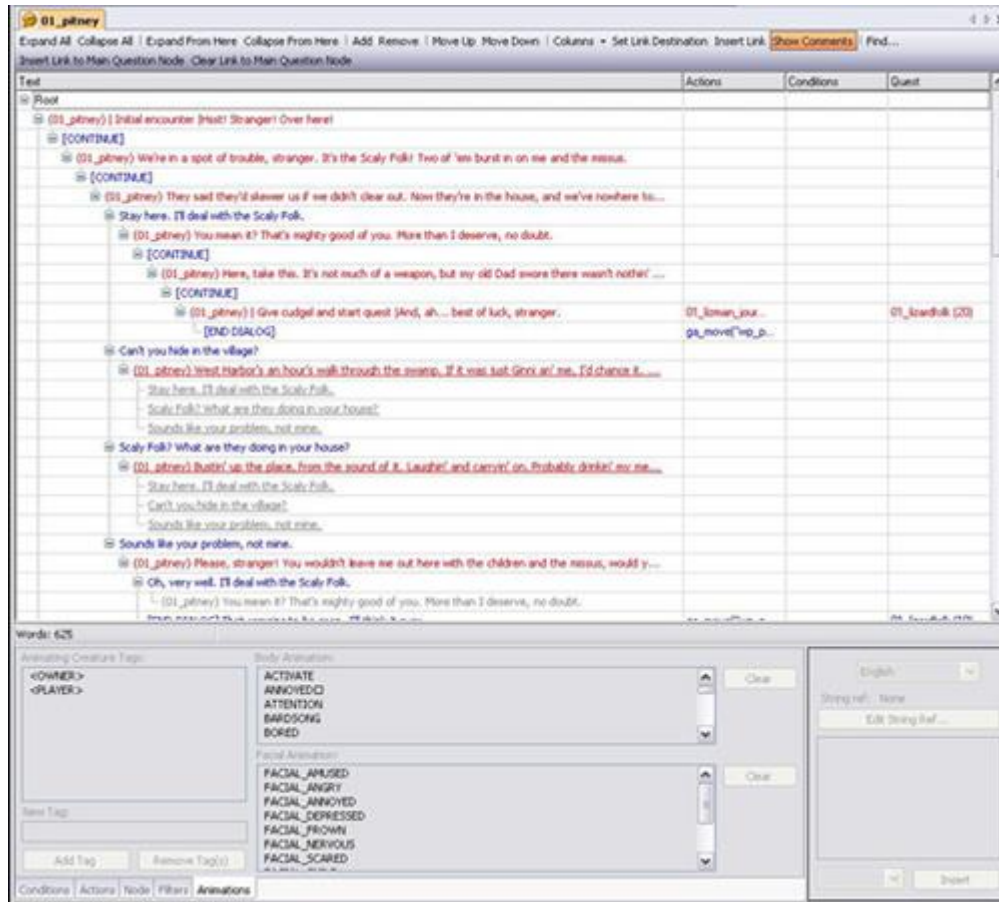 01_pitney
Expand All Collapse All | Expand From Here Collapse From Here | Add Remove | Move Up Move Down | Columns Set Link Destination Insert Link Show Comments Find...
Insert Link to Main Question Node Clear Link to Main Question Node
Text Actions Conditions Quest
Root
(01_pitney) | Initial encounter |Hsst! Stranger! Over here!
[CONTINUE]
(01_pitney) We're in a spot of trouble, stranger. It's the Scaly Folk! Two of 'em burst in on me and the missus.
[CONTINUE]
(01_pitney) They said they'd skewer us if we didn't clear out. Now they're in the house, and we've nowhere to...
Stay here. I'll deal with the Scaly Folk.
(01_pitney) You mean it? That's mighty good of you. More than I deserve, no doubt.
[CONTINUE]
(01_pitney) Here, take this. It's not much of a weapon, but my old Dad swore there wasn't nothin' ...
[CONTINUE]
(01_pitney) | Give cudgel and start quest |And, ah... best of luck, stranger. 01_lizman_jour... 01_lizardfolk (20)
[END DIALOG] ga_move("wp_p...
Can't you hide in the village?
(01_pitney) West Harbor's an hour's walk through the swamp. If it was just Ginni an' me, I'd chance it. ...
Stay here. I'll deal with the Scaly Folk.
Scaly Folk? What are they doing in your house?
Sounds like your problem, not mine.
Scaly Folk? What are they doing in your house?
(01_pitney) Bustin' up the place, from the sound of it. Laughin' and carryin' on. Probably drinkin' my me...
Stay here. I'll deal with the Scaly Folk.
Can't you hide in the village?
Sounds like your problem, not mine.
Sounds like your problem, not mine.
(01_pitney) Please, stranger! You wouldn't leave me out here with the children and the missus, would y...
Oh, very well. I'll deal with the Scaly Folk.
(01_pitney) You mean it? That's mighty good of you. More than I deserve, no doubt.
Words: 625
Animating Creature Tags: Body Animation:
<OWNER> ACTIVATE Clear
<PLAYER> ANNOYED
ATTENTION
BARDSONG
BORED
English
String ref: None
Edit String Ref...
Facial Animation:
FACIAL_AMUSED Clear
FACIAL_ANGRY
FACIAL_ANNOYED
FACIAL_DEPRESSED
FACIAL_FROWN
FACIAL_NERVOUS
FACIAL_SCARED
New Tag:
Add Tag Remove Tag(s)
Insert
Conditions Actions Node Filters Animations